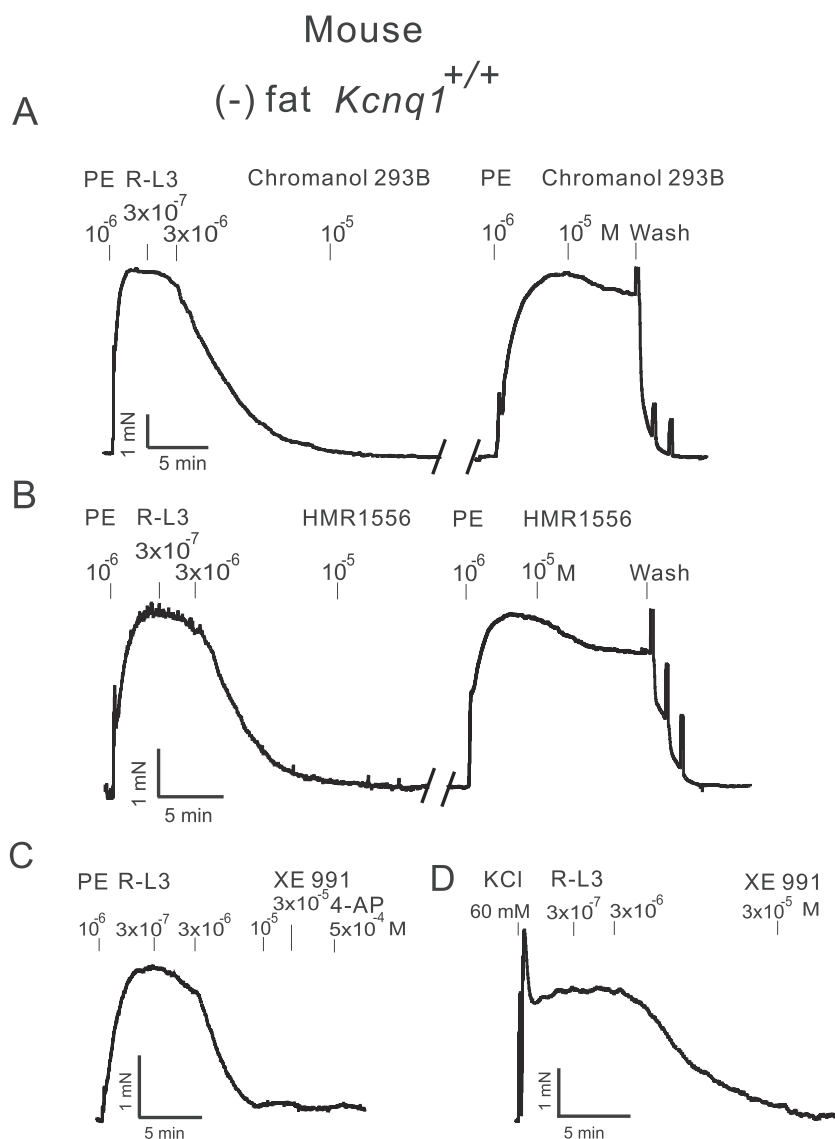 Mouse
(-) fat Kcnq1+/+
A
PE R-L3 Chromanol 293B PE Chromanol 293B
3x10-7
10-6 3x10-6 10-5 10-6 10-5 M Wash
1 mN
5 min
B
PE R-L3 HMR1556 PE HMR1556
3x10-7
10-6 3x10-6 10-5 10-6 10-5 M Wash
1 mN
5 min
C
PE R-L3 XE 991
3x10-5 4-AP
10-6 3x10-7 3x10-6 10-5 5x10-4 M
1 mN
5 min
D
KCl R-L3 XE 991
60 mM 3x10-7 3x10-6 3x10-5 M
1 mN
5 min